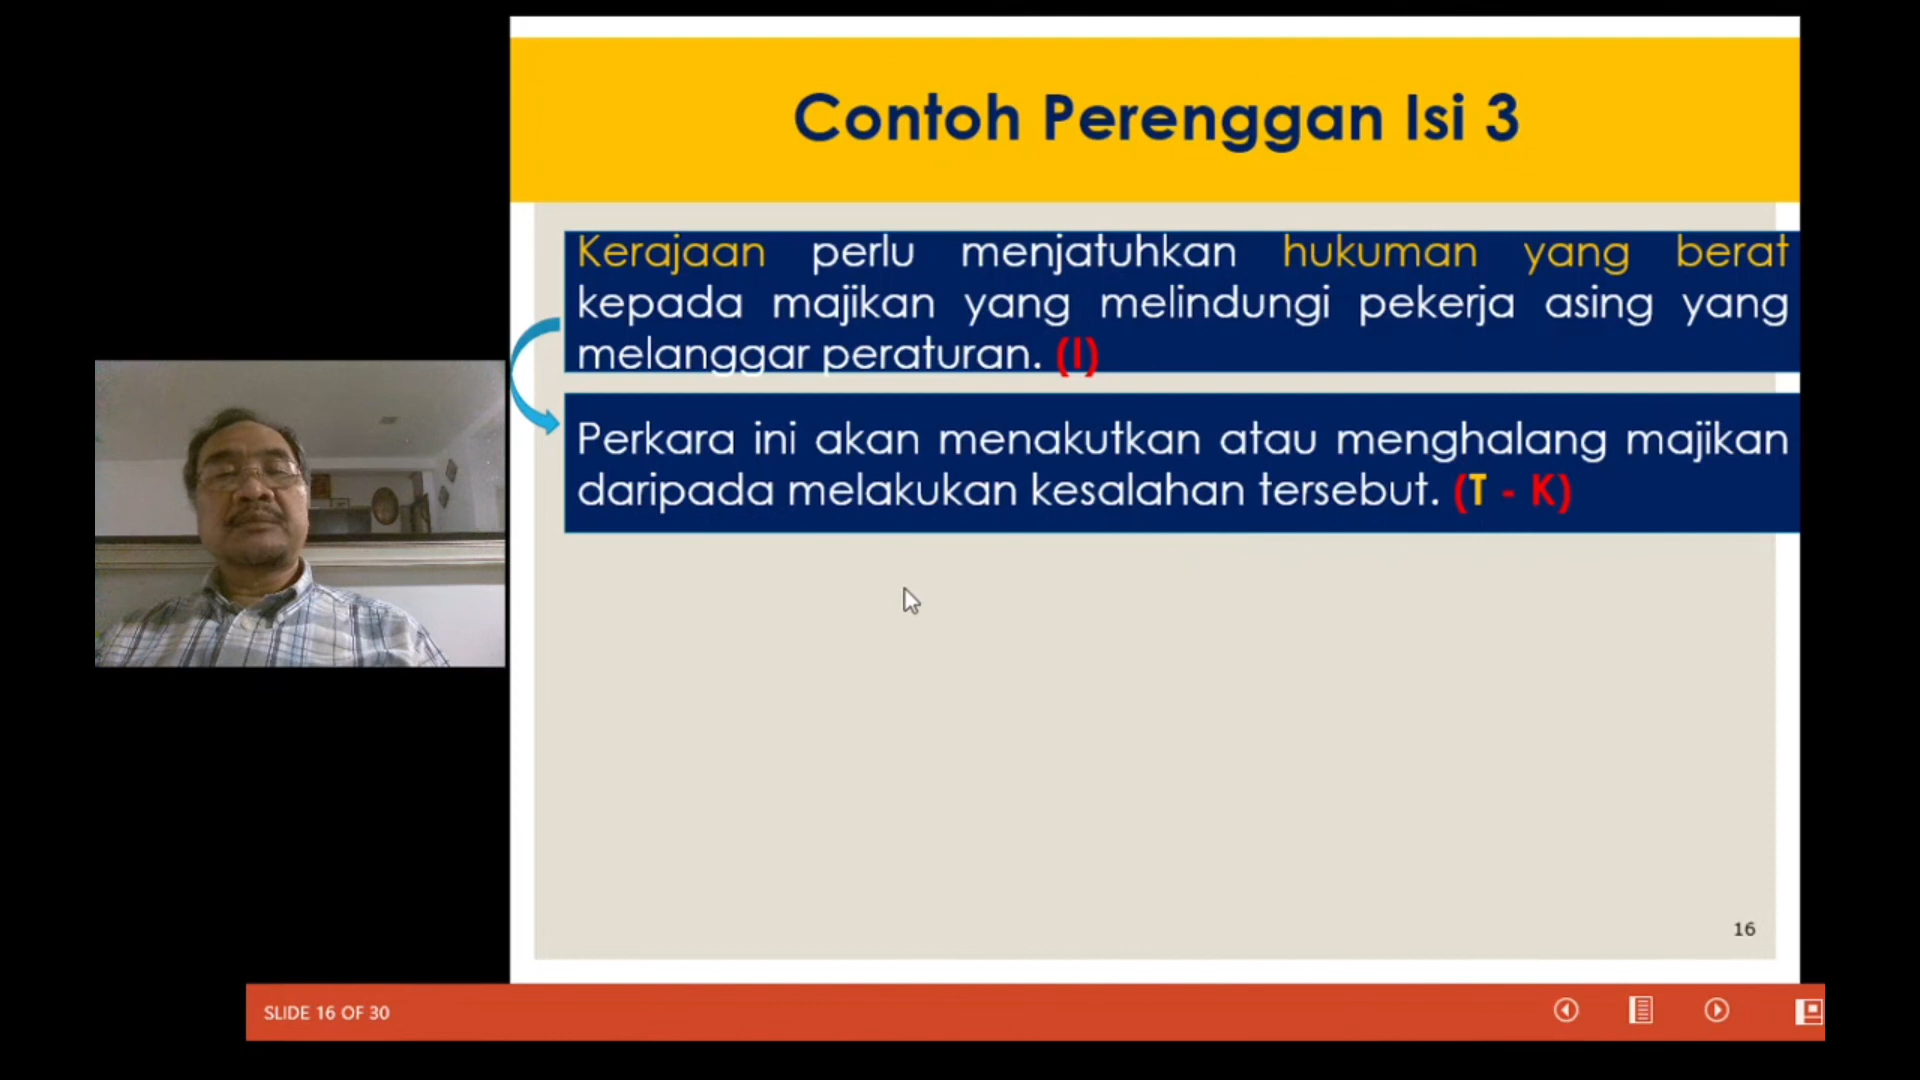 Contoh Perenggan Isi 3
Kerajaan perlu menjatuhkan hukuman yang berat
kepada majikan yang melindungi pekerja asing yang
melanggar peraturan. (I)
Perkara ini akan menakutkan atau menghalang majikan
daripada melakukan kesalahan tersebut. (T - K)
16
SLIDE 16 OF 30